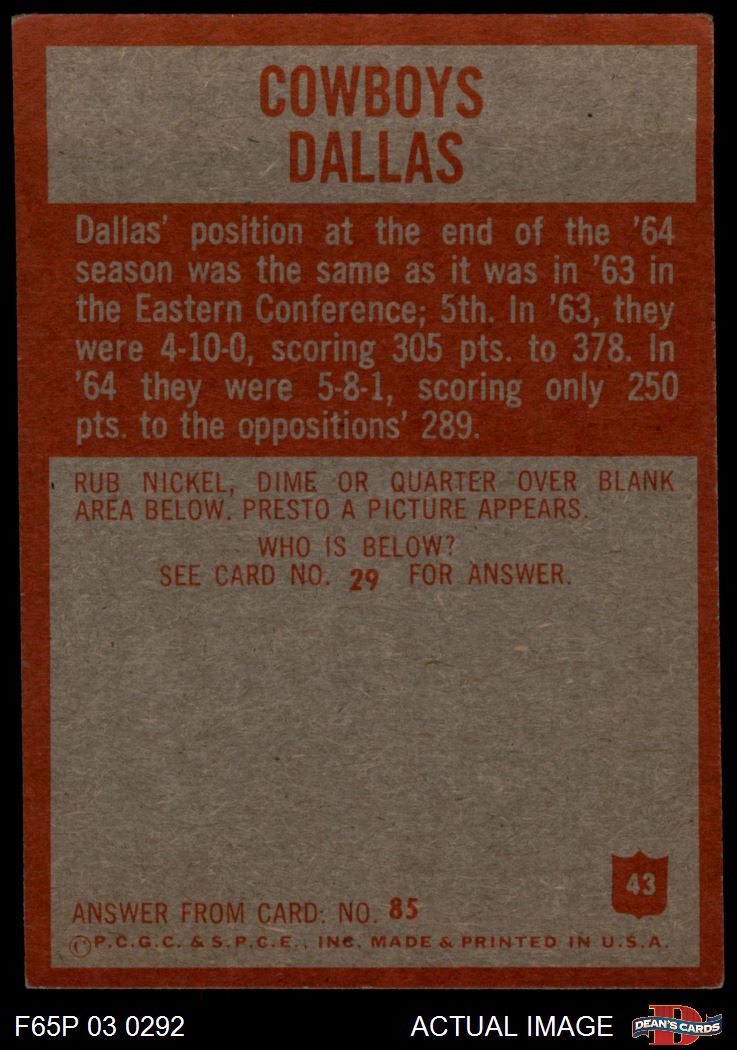 COWBOYS
DALLAS
Dallas' position at the end of the '64
season was the same as it was in '63 in
the Eastern Conference; 5th. In '63, they
were 4-10-0, scoring 305 pts. to 378. In
'64 they were 5-8-1, scoring only 250
pts. to the oppositions' 289.
RUB NICKEL, DIME OR QUARTER OVER BLANK
AREA BELOW. PRESTO A PICTURE APPEARS.
WHO IS BELOW?
SEE CARD NO. 29 FOR ANSWER.
43
ANSWER FROM CARD: NO. 85
©P.C.G.C. & S.P.C.E., INC. MADE & PRINTED IN U.S.A.
F65P 03 0292
ACTUAL IMAGE
D
DEAN'S CARDS